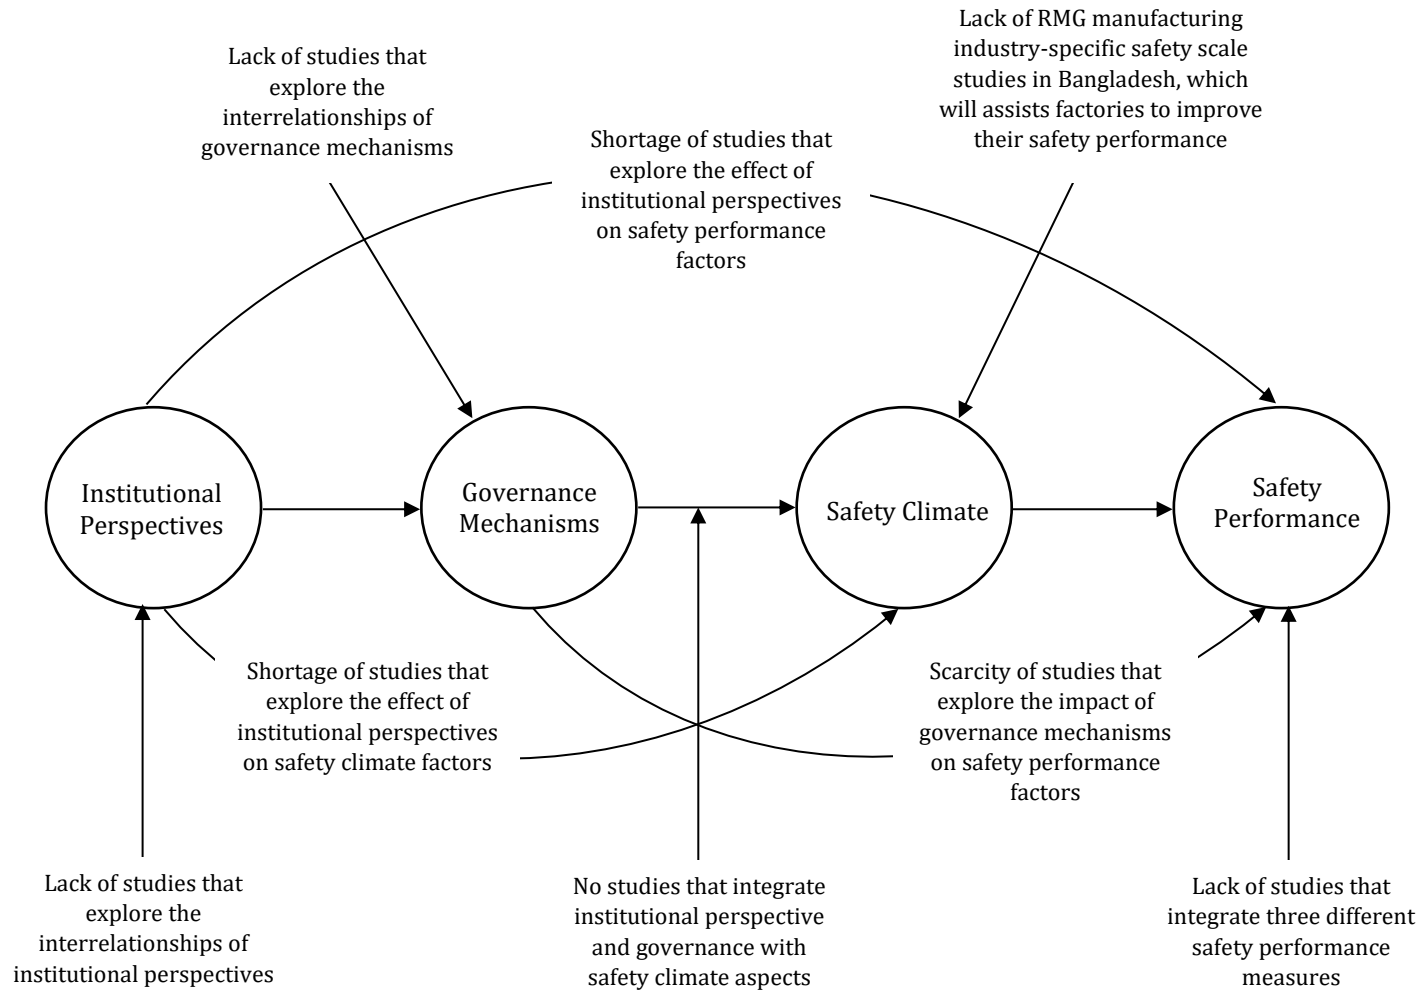 Lack of RMG manufacturing
industry-specific safety scale
studies in Bangladesh, which
will assists factories to improve
their safety performance
Lack of studies that
explore the
interrelationships of
governance mechanisms
Shortage of studies that
explore the effect of
institutional perspectives
on safety performance
factors
Institutional
Perspectives
Governance
Mechanisms
Safety Climate
Safety
Performance
Shortage of studies that
explore the effect of
institutional perspectives
on safety climate factors
Scarcity of studies that
explore the impact of
governance mechanisms
on safety performance
factors
Lack of studies that
explore the
interrelationships of
institutional perspectives
No studies that integrate
institutional perspective
and governance with
safety climate aspects
Lack of studies that
integrate three different
safety performance
measures